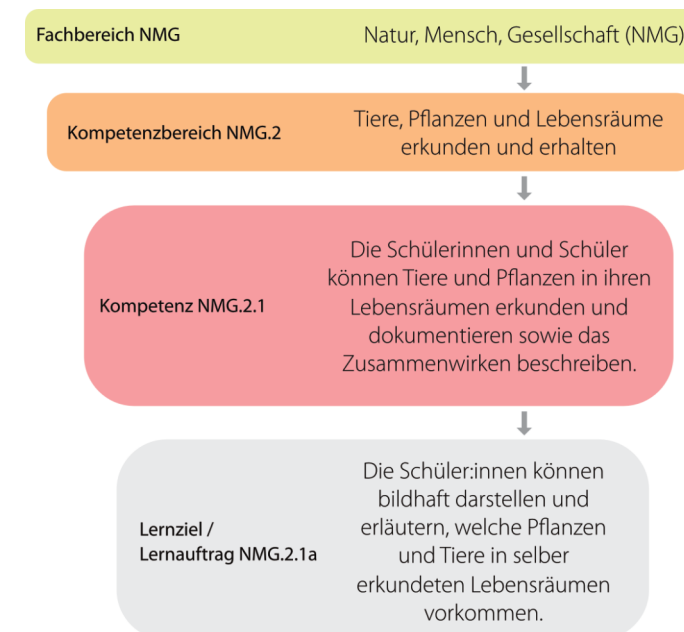 Fachbereich NMG
Natur, Mensch, Gesellschaft (NMG)
Kompetenzbereich NMG.2
Tiere, Pflanzen und Lebensräume
erkunden und erhalten
Kompetenz NMG.2.1
Die Schülerinnen und Schüler
können Tiere und Pflanzen in ihren
Lebensräumen erkunden und
dokumentieren sowie das
Zusammenwirken beschreiben.
Lernziel /
Lernauftrag NMG.2.1a
Die Schüler:innen können
bildhaft darstellen und
erläutern, welche Pflanzen
und Tiere in selber
erkundeten Lebensräumen
vorkommen.